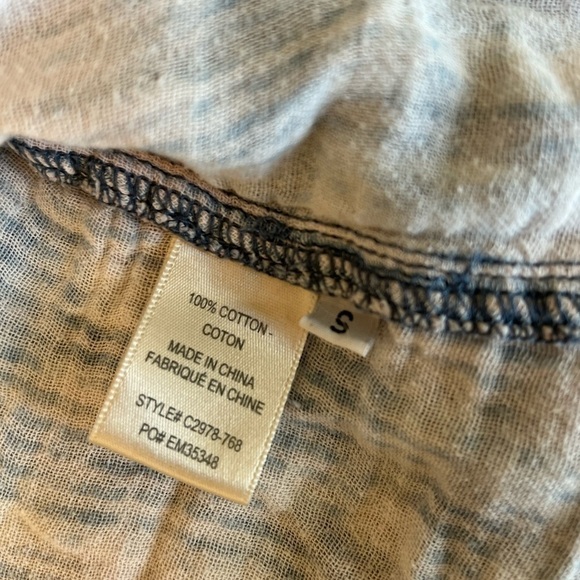 100% COTTON -
COTON
MADE IN CHINA
FABRIQUÉ EN CHINE
STYLE# C2978-768
PO# EM35348
S